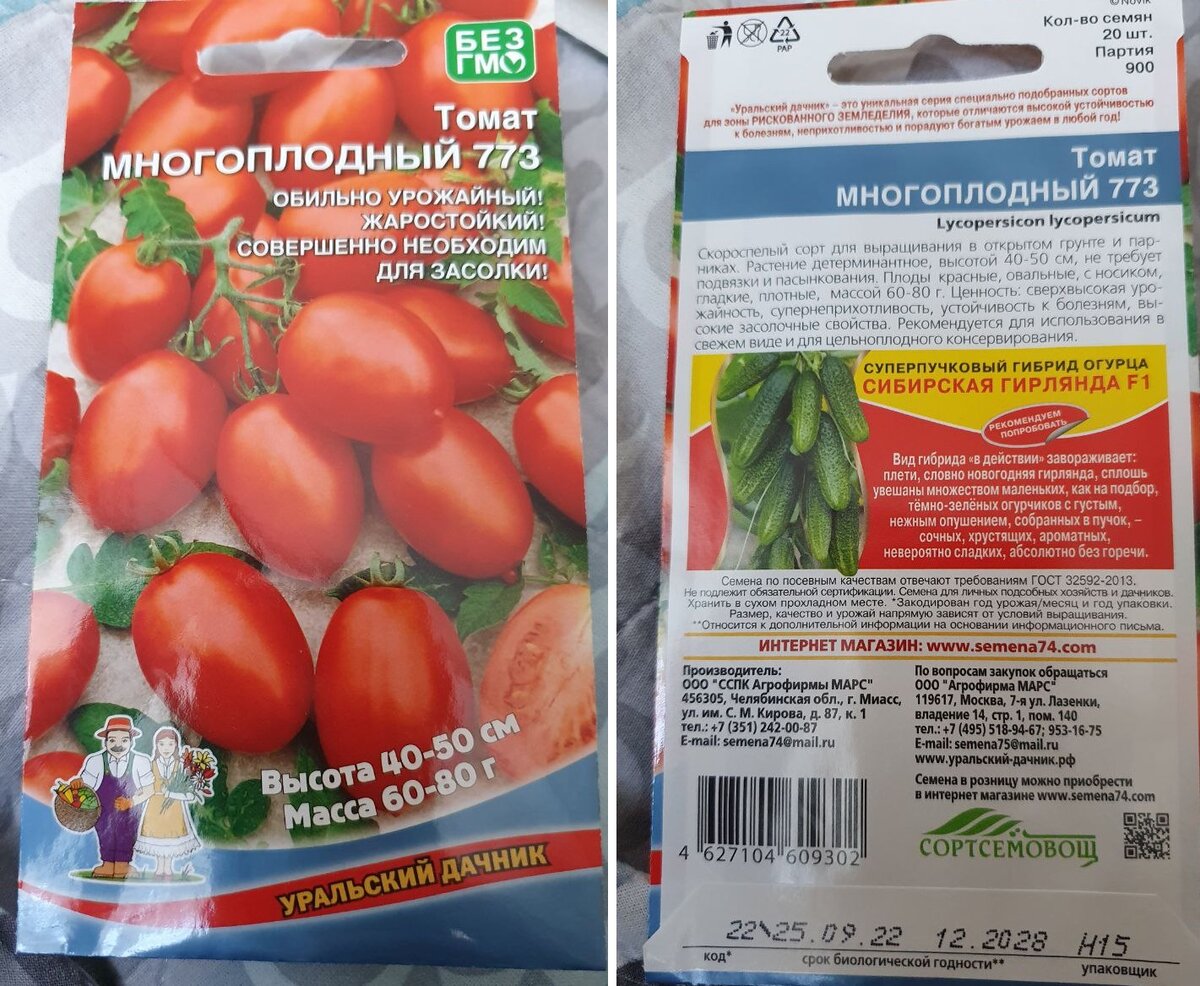 БЕЗ
ГМО
Томат
МНОГОПЛОДНЫЙ 773
ОБИЛЬНО УРОЖАЙНЫЙ!
ЖАРОСТОЙКИЙ!
СОВЕРШЕННО НЕОБХОДИМ
ДЛЯ ЗАСОЛКИ!
Высота 40-50 см
Масса 60-80 г
УРАЛЬСКИЙ ДАЧНИК
©Novik
Кол-во семян
20 шт.
Партия
900
22
PAP
«Уральский дачник» – это уникальная серия специально подобранных сортов
для зоны РИСКОВАННОГО ЗЕМЛЕДЕЛИЯ, которые отличаются высокой устойчивостью
к болезням, неприхотливостью и порадуют богатым урожаем в любой год!
Томат
МНОГОПЛОДНЫЙ 773
Lycopersicon lycopersicum
Скороспелый сорт для выращивания в открытом грунте и пар-
никах. Растение детерминантное, высотой 40-50 см, не требует
подвязки и пасынкования. Плоды красные, овальные, с носиком,
гладкие, плотные, массой 60-80 г. Ценность: сверхвысокая уро-
жайность, супернеприхотливость, устойчивость к болезням, вы-
сокие засолочные свойства. Рекомендуется для использования в
свежем виде и для цельноплодного консервирования.
СУПЕРПУЧКОВЫЙ ГИБРИД ОГУРЦА
СИБИРСКАЯ ГИРЛЯНДА F1
РЕКОМЕНДУЕМ
ПОПРОБОВАТЬ
Вид гибрида «в действии» завораживает:
плети, словно новогодняя гирлянда, сплошь
увешаны множеством маленьких, как на подбор,
тёмно-зелёных огурчиков с густым,
нежным опушением, собранных в пучок, –
сочных, хрустящих, ароматных,
невероятно сладких, абсолютно без горечи.
Семена по посевным качествам отвечают требованиям ГОСТ 32592-2013.
Не подлежит обязательной сертификации. Семена для личных подсобных хозяйств и дачников.
Хранить в сухом прохладном месте. *Закодирован год урожая/месяц и год упаковки.
Размер, качество и урожай напрямую зависят от условий выращивания.
**Относится к дополнительной информации на основании информационного письма.
ИНТЕРНЕТ МАГАЗИН: www.semena74.com
Производитель:
ООО "ССПК Агрофирмы МАРС"
456305, Челябинская обл., г. Миасс,
ул. им. С. М. Кирова, д. 87, к. 1
тел.: +7 (351) 242-00-87
E-mail: semena74@mail.ru
По вопросам закупок обращаться
ООО "Агрофирма МАРС"
119617, Москва, 7-я ул. Лазенки,
владение 14, стр. 1, пом. 140
тел.: +7 (495) 518-94-67; 953-16-75
E-mail: semena75@mail.ru
www.уральский-дачник.рф
Семена в розницу можно приобрести
в интернет магазине www.semena74.com
4 627104 609302
СОРТСЕМОВОЩ
22\25.09.22 12.2028 Н15
код* срок биологической годности** упаковщик